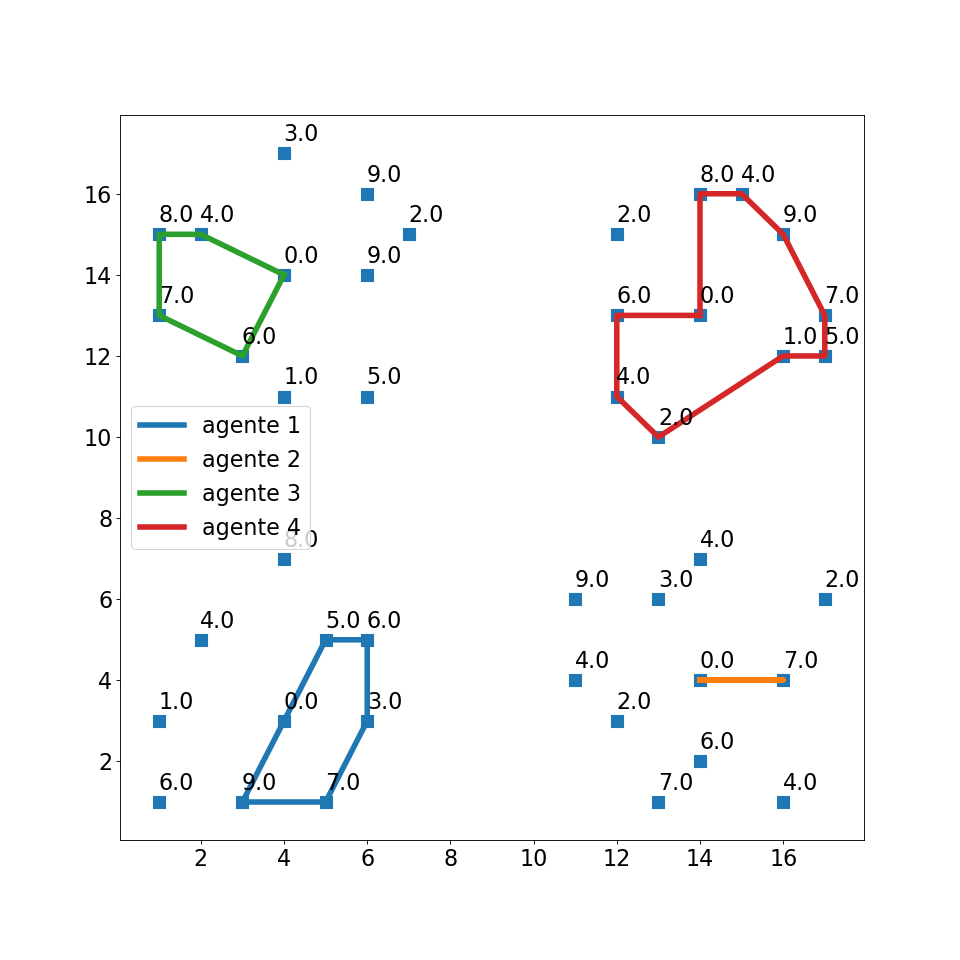 3.0
9.0
16
8.0 4.0
8.0 4.0 2.0 2.0 9.0
14
0.0 9.0
7.0 6.0 0.0 7.0
12
6.0 1.0 5.0
1.0 5.0 4.0
10
2.0
agente 1
agente 2
agente 3
agente 4
8
8.0 4.0
6
9.0 3.0 2.0
4.0 5.0 6.0
4
4.0 0.0 7.0
1.0 0.0 3.0 2.0
2
6.0
6.0 9.0 7.0 7.0 4.0
2 4 6 8 10 12 14 16